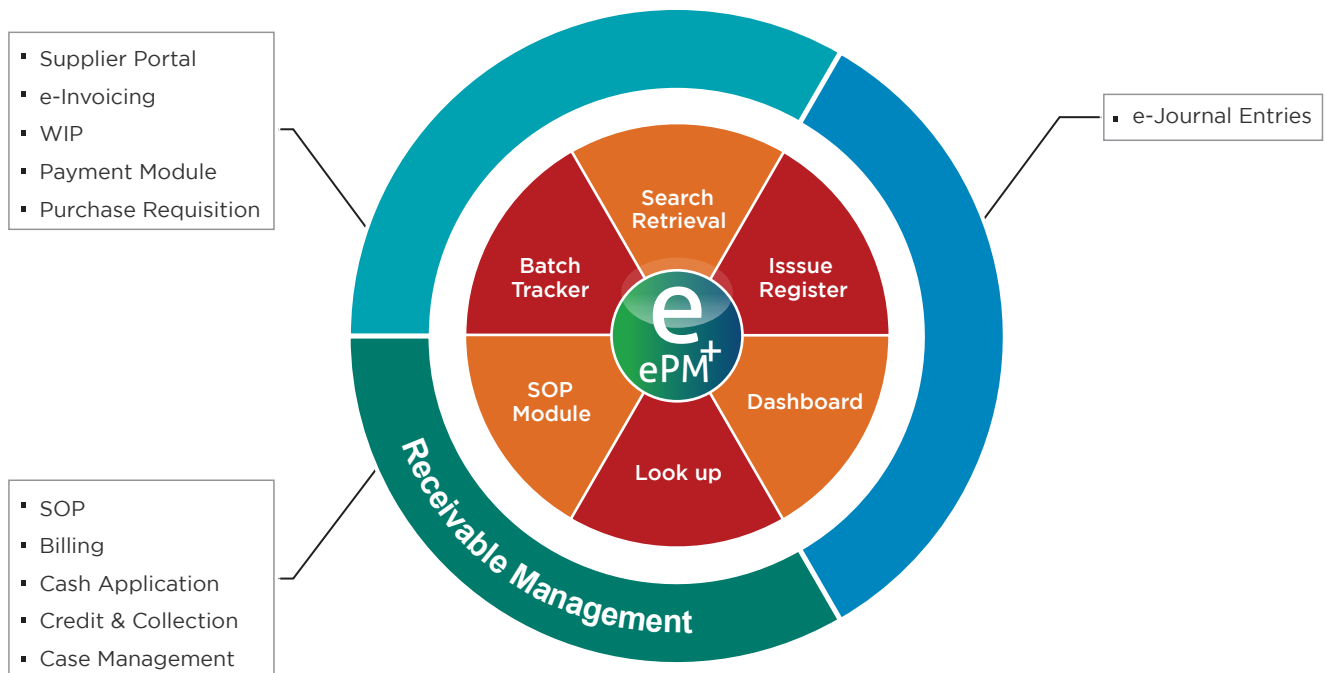 ▪ Supplier Portal
▪ e-Invoicing
▪ WIP
▪ Payment Module
▪ Purchase Requisition
▪ e-Journal Entries
Search
Retrieval
Batch
Tracker
Isssue
Register
e
ePM+
SOP
Module
Dashboard
Look up
Receivable Management
▪ SOP
▪ Billing
▪ Cash Application
▪ Credit & Collection
▪ Case Management